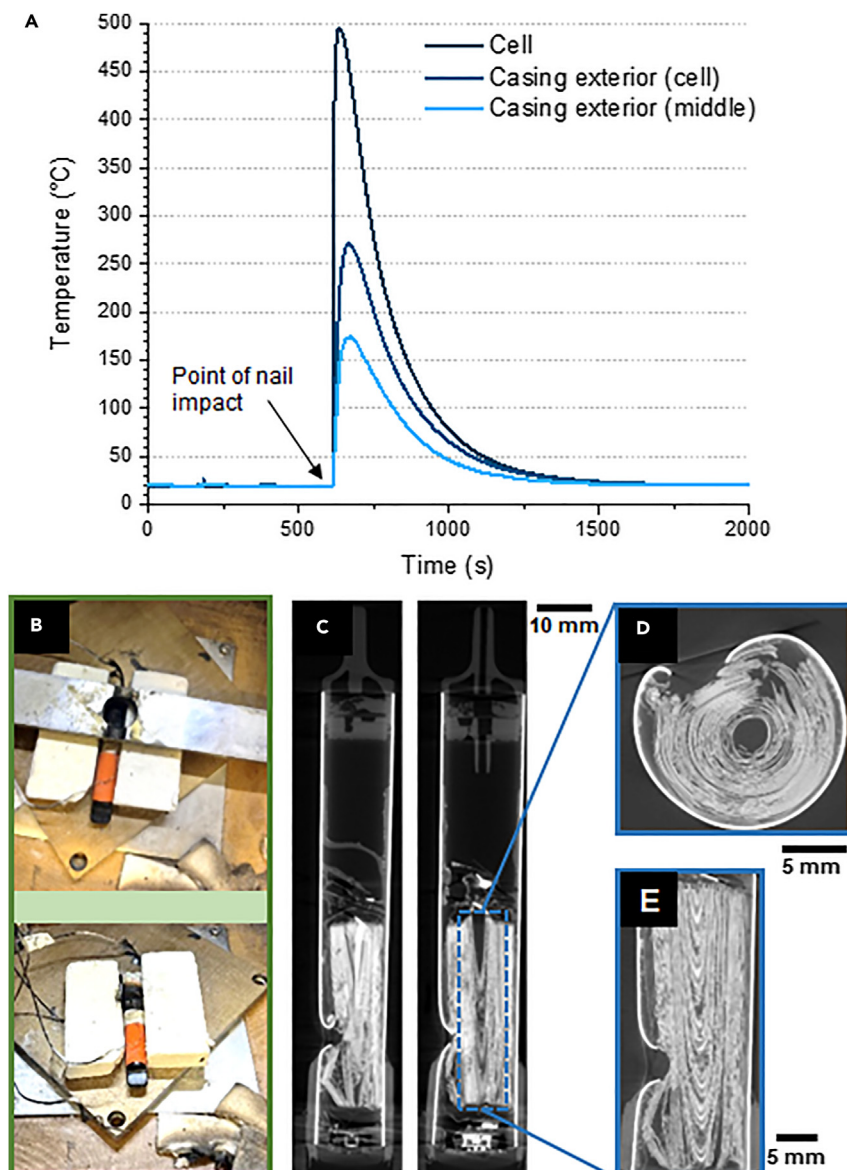 A
500
450
400
350
300
250
200
150
100
50
0
Temperature (°C)
Cell
Casing exterior (cell)
Casing exterior (middle)
Point of nail
impact
0
500
1000
1500
2000
Time (s)
B
C
10 mm
D
5 mm
E
5 mm